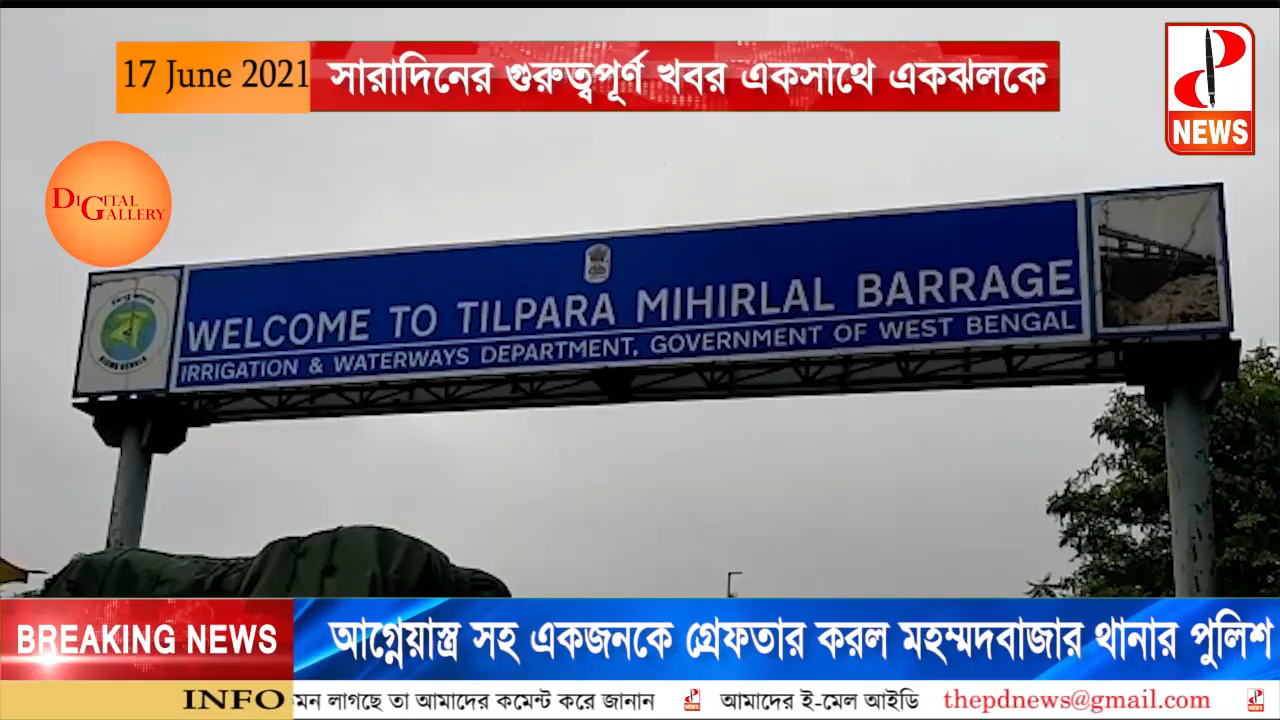 17 June 2021 সারাদিনের গুরুত্বপূর্ণ খবর একসাথে একঝলকে
NEWS
DIGITAL
GALLERY
WELCOME TO TILPARA MIHIRLAL BARRAGE
IRRIGATION & WATERWAYS DEPARTMENT, GOVERNMENT OF WEST BENGAL
BREAKING NEWS আগ্নেয়াস্ত্র সহ একজনকে গ্রেফতার করল মহম্মদবাজার থানার পুলিশ
INFO মন লাগছে তা আমাদের কমেন্ট করে জানান NEWS আমাদের ই-মেল আইডি thepdnews@gmail.com NEWS